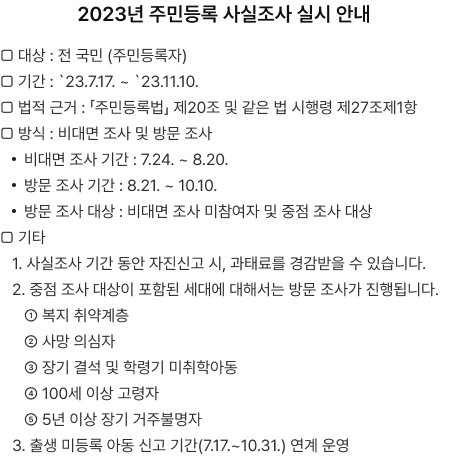 2023년 주민등록 사실조사 실시 안내
▢ 대상 : 전 국민 (주민등록자)
▢ 기간 : `23.7.17. ~ `23.11.10.
▢ 법적 근거 : 「주민등록법」 제20조 및 같은 법 시행령 제27조제1항
▢ 방식 : 비대면 조사 및 방문 조사
• 비대면 조사 기간 : 7.24. ~ 8.20.
• 방문 조사 기간 : 8.21. ~ 10.10.
• 방문 조사 대상 : 비대면 조사 미참여자 및 중점 조사 대상
▢ 기타
1. 사실조사 기간 동안 자진신고 시, 과태료를 경감받을 수 있습니다.
2. 중점 조사 대상이 포함된 세대에 대해서는 방문 조사가 진행됩니다.
① 복지 취약계층
② 사망 의심자
③ 장기 결석 및 학령기 미취학아동
④ 100세 이상 고령자
⑤ 5년 이상 장기 거주불명자
3. 출생 미등록 아동 신고 기간(7.17.~10.31.) 연계 운영